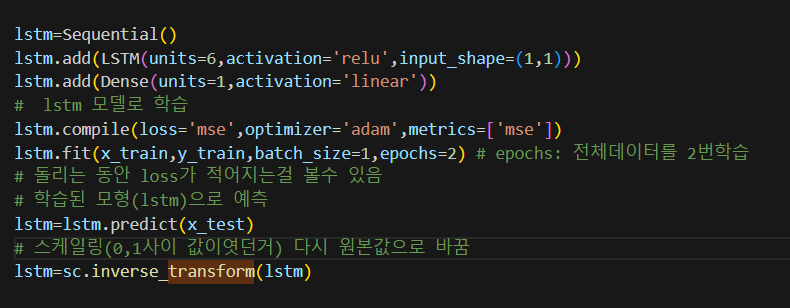 lstm=Sequential()
lstm.add(LSTM(units=6,activation='relu',input_shape=(1,1)))
lstm.add(Dense(units=1,activation='linear'))
#  lstm 모델로 학습
lstm.compile(loss='mse',optimizer='adam',metrics=['mse'])
lstm.fit(x_train,y_train,batch_size=1,epochs=2) # epochs: 전체데이터를 2번학습
# 돌리는 동안 loss가 적어지는걸 볼수 있음
# 학습된 모형(lstm)으로 예측
lstm=lstm.predict(x_test)
# 스케일링(0,1사이 값이엿던거) 다시 원본값으로 바꿈
lstm=sc.inverse_transform(lstm)